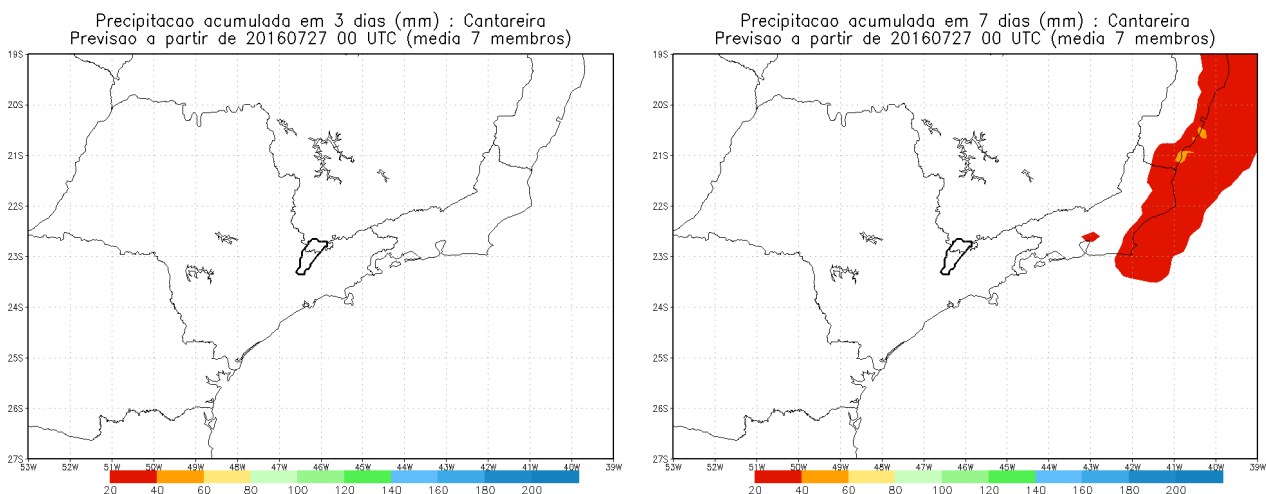 Precipitacao acumulada em 3 dias (mm) : Cantareira
Previsao a partir de 20160727 00 UTC (media 7 membros)
19S
20S
21S
22S
23S
24S
25S
26S
27S
53W 52W 51W 50W 49W 48W 47W 46W 45W 44W 43W 42W 41W 40W 39W
20 40 60 80 100 120 140 160 180 200
Precipitacao acumulada em 7 dias (mm) : Cantareira
Previsao a partir de 20160727 00 UTC (media 7 membros)
19S
20S
21S
22S
23S
24S
25S
26S
27S
53W 52W 51W 50W 49W 48W 47W 46W 45W 44W 43W 42W 41W 40W 39W
20 40 60 80 100 120 140 160 180 200